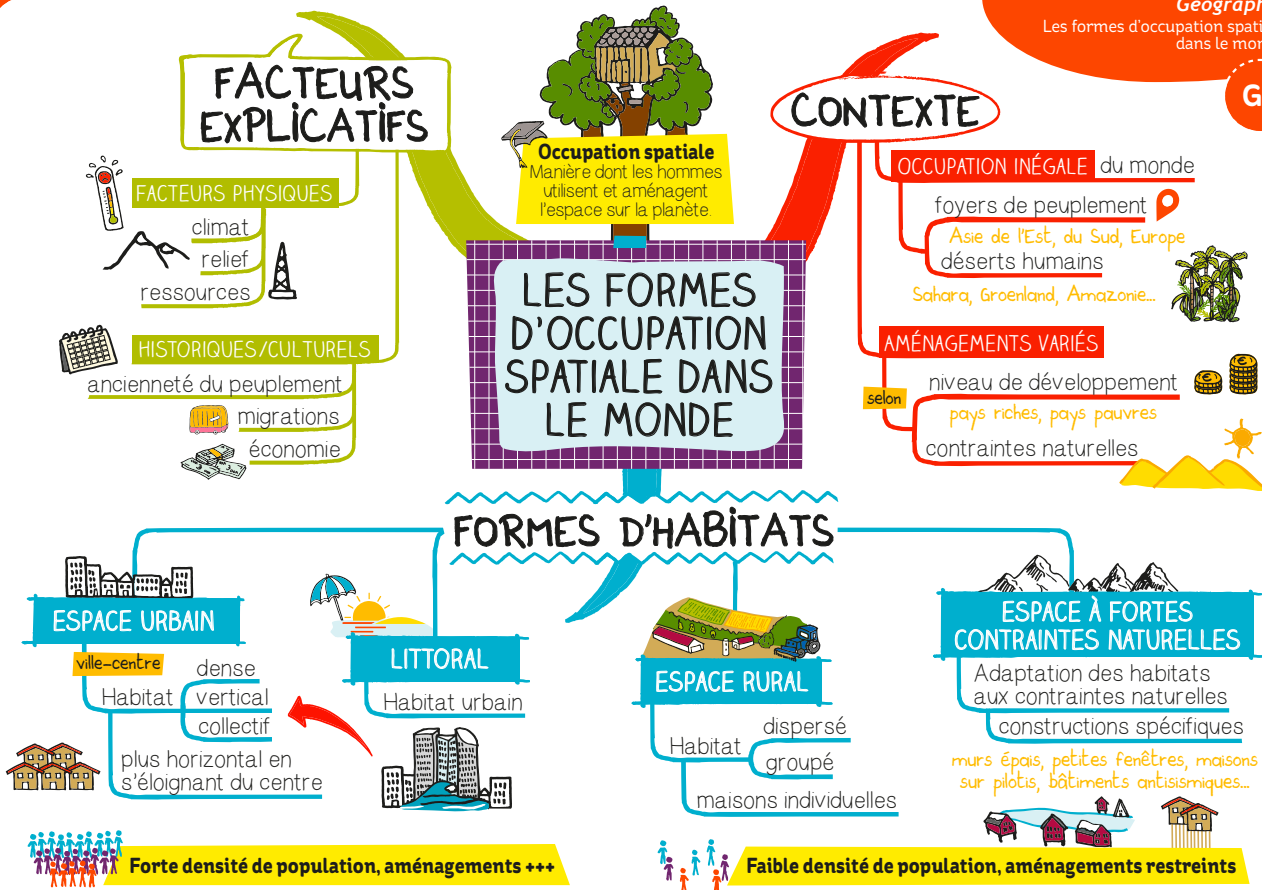 Les formes d'occupation
dans le
G
FACTEURS
EXPLICATIFS
FACTEURS PHYSIQUES
climat
relief
ressources
HISTORIQUES/CULTURELS
ancienneté du peuplement
migrations
économie
Occupation spatiale
Manière dont les hommes
utilisent et aménagent
l'espace sur la planète.
CONTEXTE
OCCUPATION INÉGALE du monde
foyers de peuplement
Asie de l'Est, du Sud, Europe
déserts humains
Sahara, Groenland, Amazonie...
AMÉNAGEMENTS VARIÉS
selon
niveau de développement
pays riches, pays pauvres
contraintes naturelles
LES FORMES
D'OCCUPATION
SPATIALE DANS
LE MONDE
FORMES D'HABITATS
ESPACE URBAIN
ville-centre
Habitat
dense
vertical
collectif
plus horizontal en
s'éloignant du centre
LITTORAL
Habitat urbain
ESPACE RURAL
Habitat
dispersé
groupé
maisons individuelles
ESPACE À FORTES
CONTRAINTES NATURELLES
Adaptation des habitats
aux contraintes naturelles
constructions spécifiques
murs épais, petites fenêtres, maisons
sur pilotis, bâtiments antisismiques...
Forte densité de population, aménagements +++
Faible densité de population, aménagements restreints